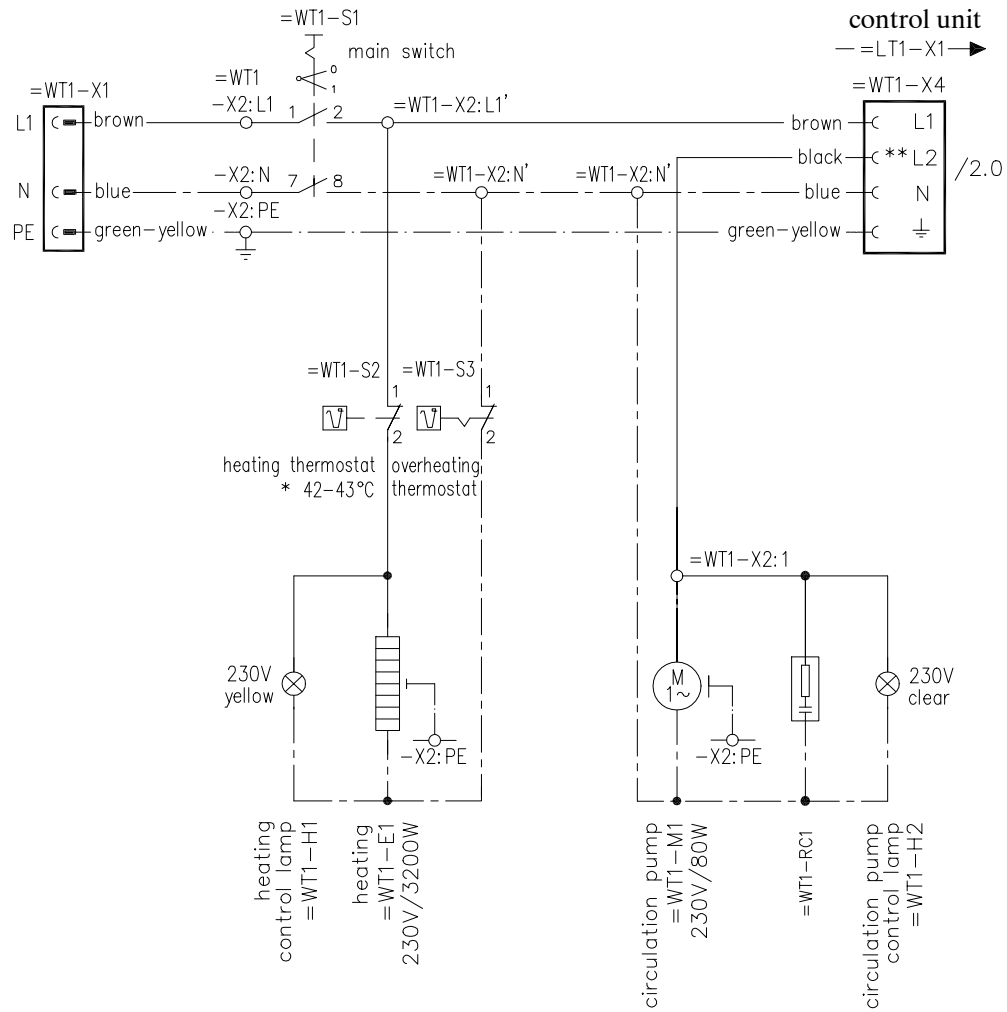 =WT1-S1
main switch
0
1
control unit
=LT1-X1
=WT1-X1
=WT1
-X2:L1
1
2
=WT1-X2:L1'
=WT1-X4
L1
brown
brown
L1
black
**L2
/2.0
N
blue
-X2:N
7
8
=WT1-X2:N'
=WT1-X2:N'
blue
N
-X2:PE
PE
green-yellow
green-yellow
=WT1-S2
=WT1-S3
1
2
1
2
heating thermostat
* 42-43°C
overheating
thermostat
=WT1-X2:1
230V
yellow
-X2:PE
M
1~
-X2:PE
230V
clear
heating
control lamp
=WT1-H1
heating
=WT1-E1
230V/3200W
circulation pump
=WT1-M1
230V/80W
=WT1-RC1
circulation pump
control lamp
=WT1-H2